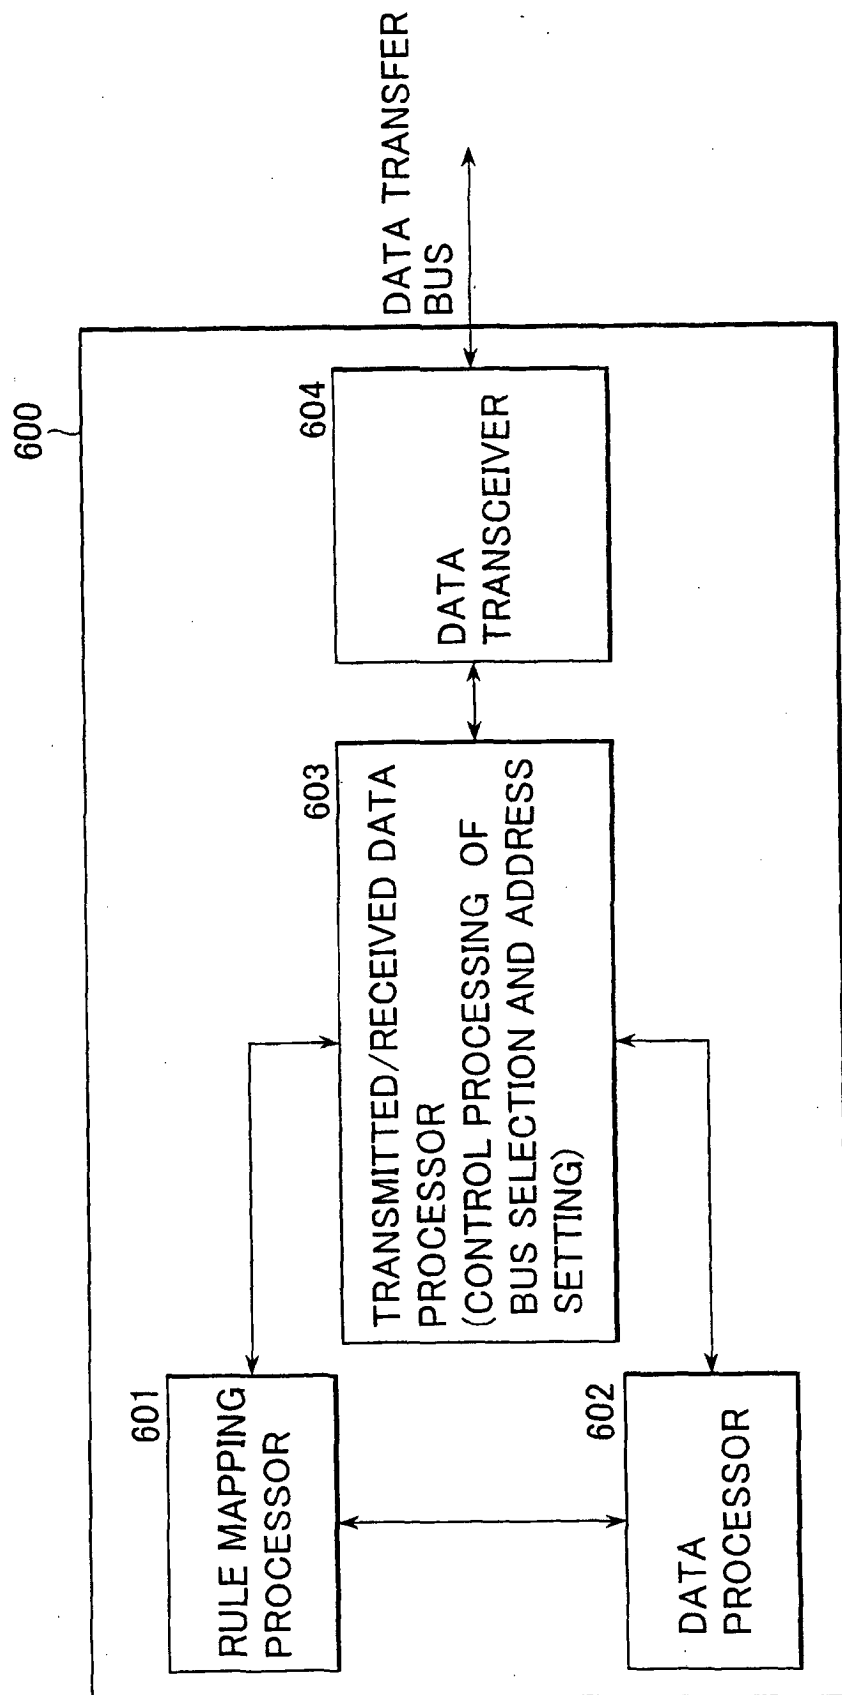 600
601
RULE MAPPING
PROCESSOR
602
DATA
PROCESSOR
603
TRANSMITTED/RECEIVED DATA
PROCESSOR
(CONTROL PROCESSING OF
BUS SELECTION AND ADDRESS
SETTING)
604
DATA
TRANSCEIVER
DATA TRANSFER
BUS